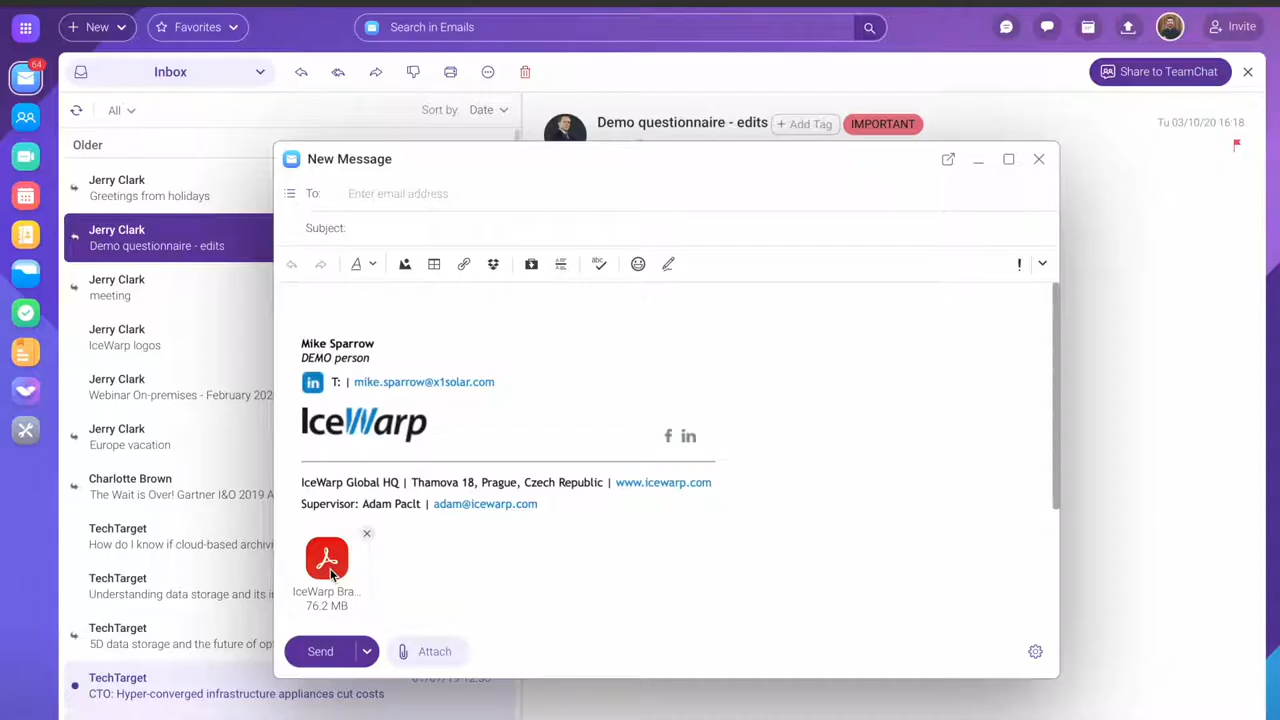 New
Favorites
Search in Emails
Invite
64
Inbox
Share to TeamChat
All
Sort by Date
Older
Jerry Clark
Greetings from holidays
Jerry Clark
Demo questionnaire - edits
Jerry Clark
meeting
Jerry Clark
IceWarp logos
Jerry Clark
Webinar On-premises - February 202
Jerry Clark
Europe vacation
Charlotte Brown
The Wait is Over! Gartner I&O 2019 A
TechTarget
How do I know if cloud-based archivi
TechTarget
Understanding data storage and its i
TechTarget
5D data storage and the future of op
TechTarget
CTO: Hyper-converged infrastructure appliances cut costs
Demo questionnaire - edits
+ Add Tag
IMPORTANT
Tu 03/10/20 16:18
New Message
To:
Enter email address
Subject:
Mike Sparrow
DEMO person
in T: | mike.sparrow@x1solar.com
IceWarp
f in
IceWarp Global HQ | Thamova 18, Prague, Czech Republic | www.icewarp.com
Supervisor: Adam Paclt | adam@icewarp.com
IceWarp Bra...
76.2 MB
Send
Attach